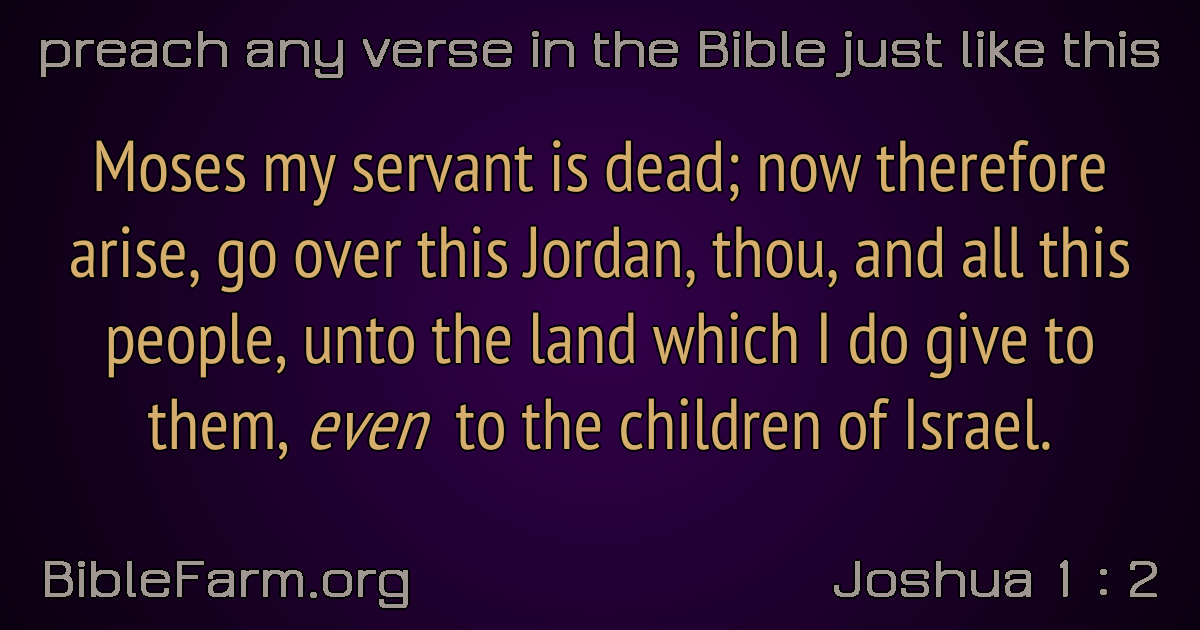 preach any verse in the Bible just like this
Moses my servant is dead; now therefore
arise, go over this Jordan, thou, and all this
people, unto the land which I do give to
them, even to the children of Israel.
BibleFarm.org
Joshua 1 : 2